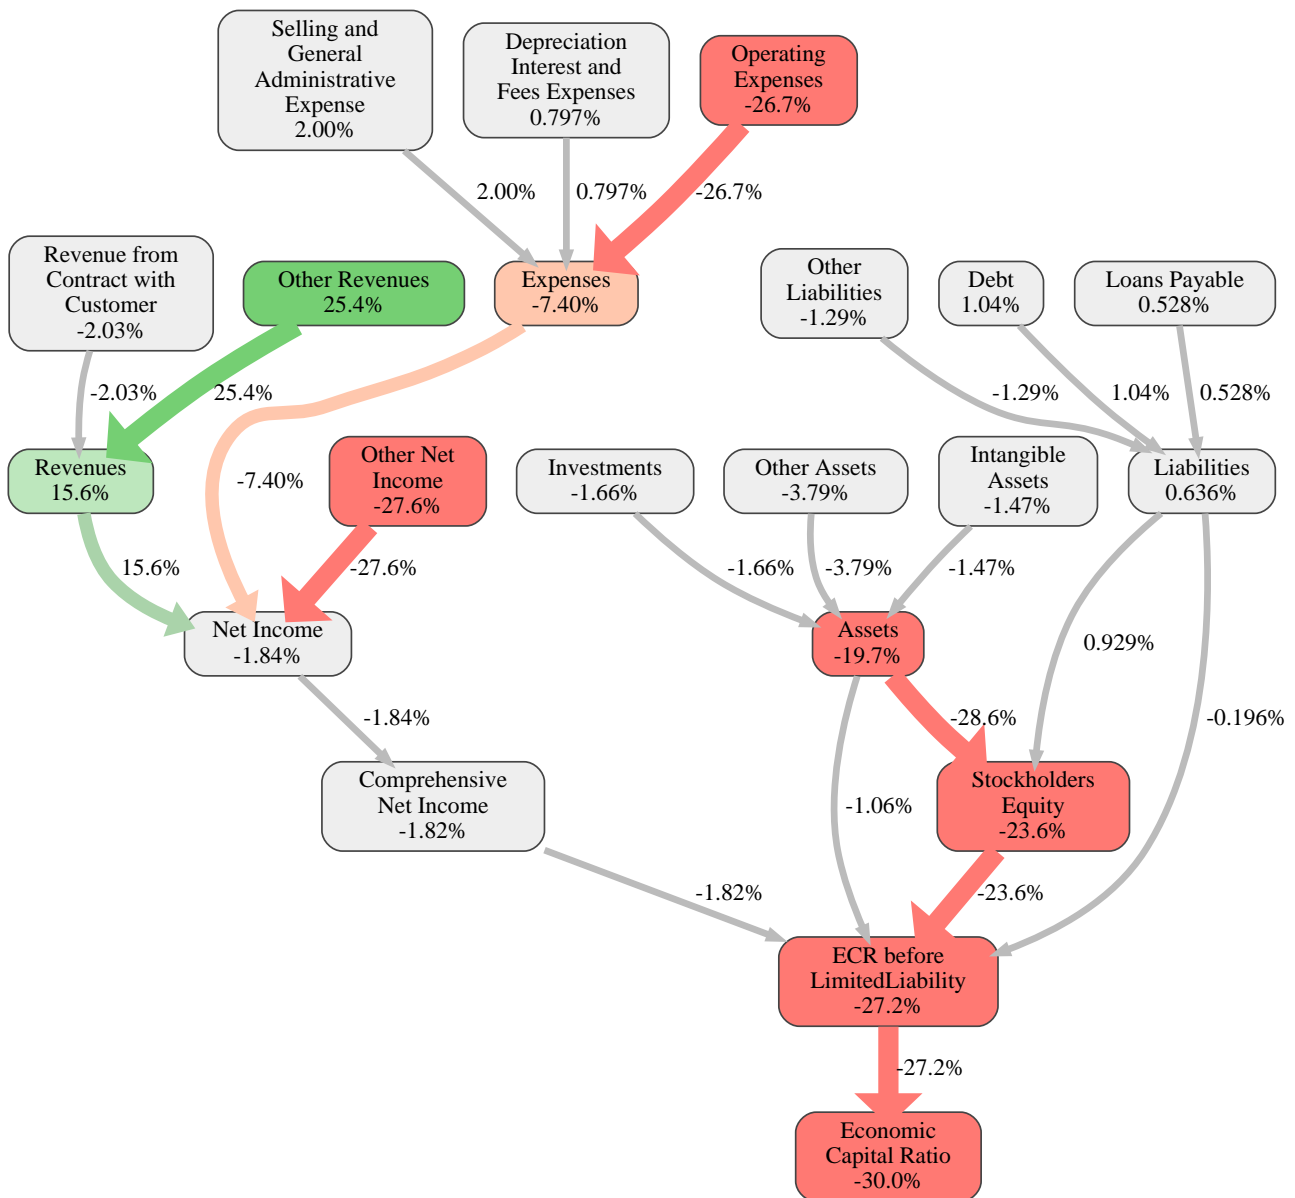 Selling and
General
Administrative
Expense
2.00%
Depreciation
Interest and
Fees Expenses
0.797%
Operating
Expenses
-26.7%
2.00%
0.797%
-26.7%
Revenue from
Contract with
Customer
-2.03%
Other Revenues
25.4%
Expenses
-7.40%
Other
Liabilities
-1.29%
Debt
1.04%
Loans Payable
0.528%
-2.03%
25.4%
-1.29%
1.04%
0.528%
Revenues
15.6%
-7.40%
Other Net
Income
-27.6%
Investments
-1.66%
Other Assets
-3.79%
Intangible
Assets
-1.47%
Liabilities
0.636%
15.6%
-27.6%
-1.66%
-3.79%
-1.47%
Net Income
-1.84%
Assets
-19.7%
0.929%
-1.84%
-28.6%
-0.196%
Comprehensive
Net Income
-1.82%
-1.06%
Stockholders
Equity
-23.6%
-1.82%
-23.6%
ECR before
LimitedLiability
-27.2%
-27.2%
Economic
Capital Ratio
-30.0%